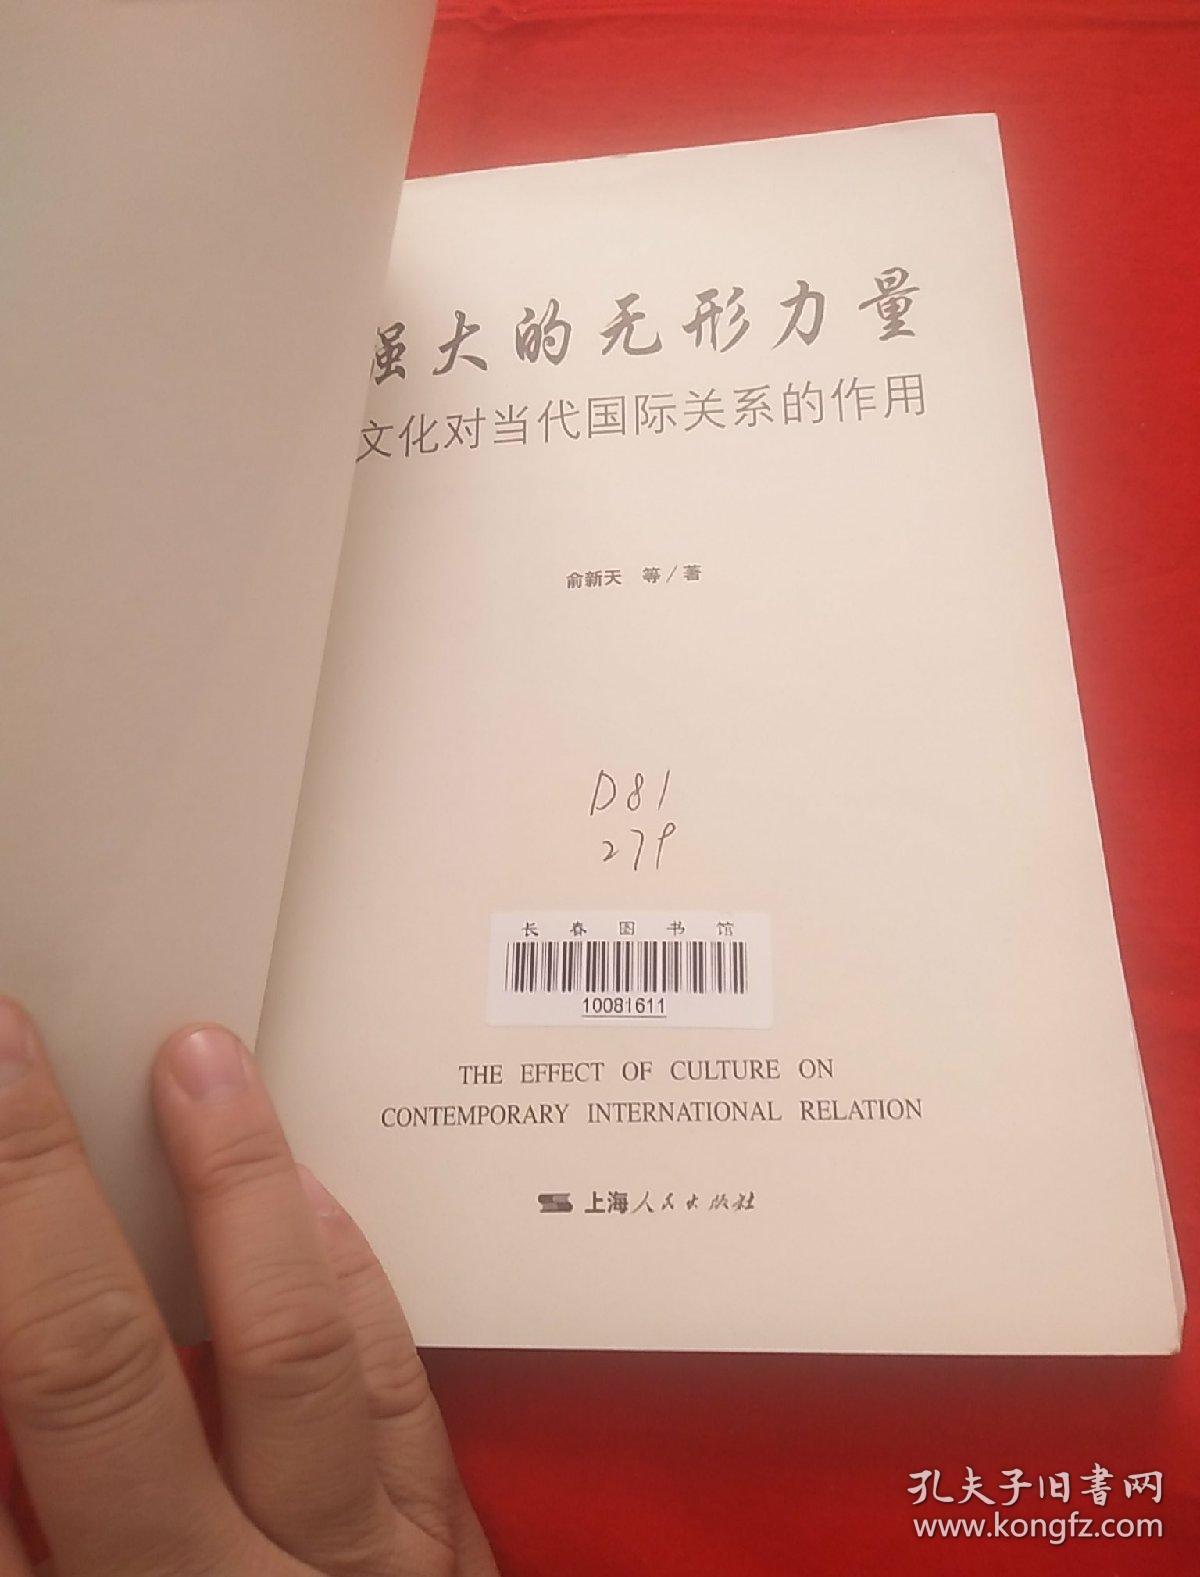 强大的无形力量
文化对当代国际关系的作用
俞新天 等/著
D81
279
长春图书馆
10081611
THE EFFECT OF CULTURE ON
CONTEMPORARY INTERNATIONAL RELATION
上海人民出版社
孔夫子旧书网
www.kongfz.com